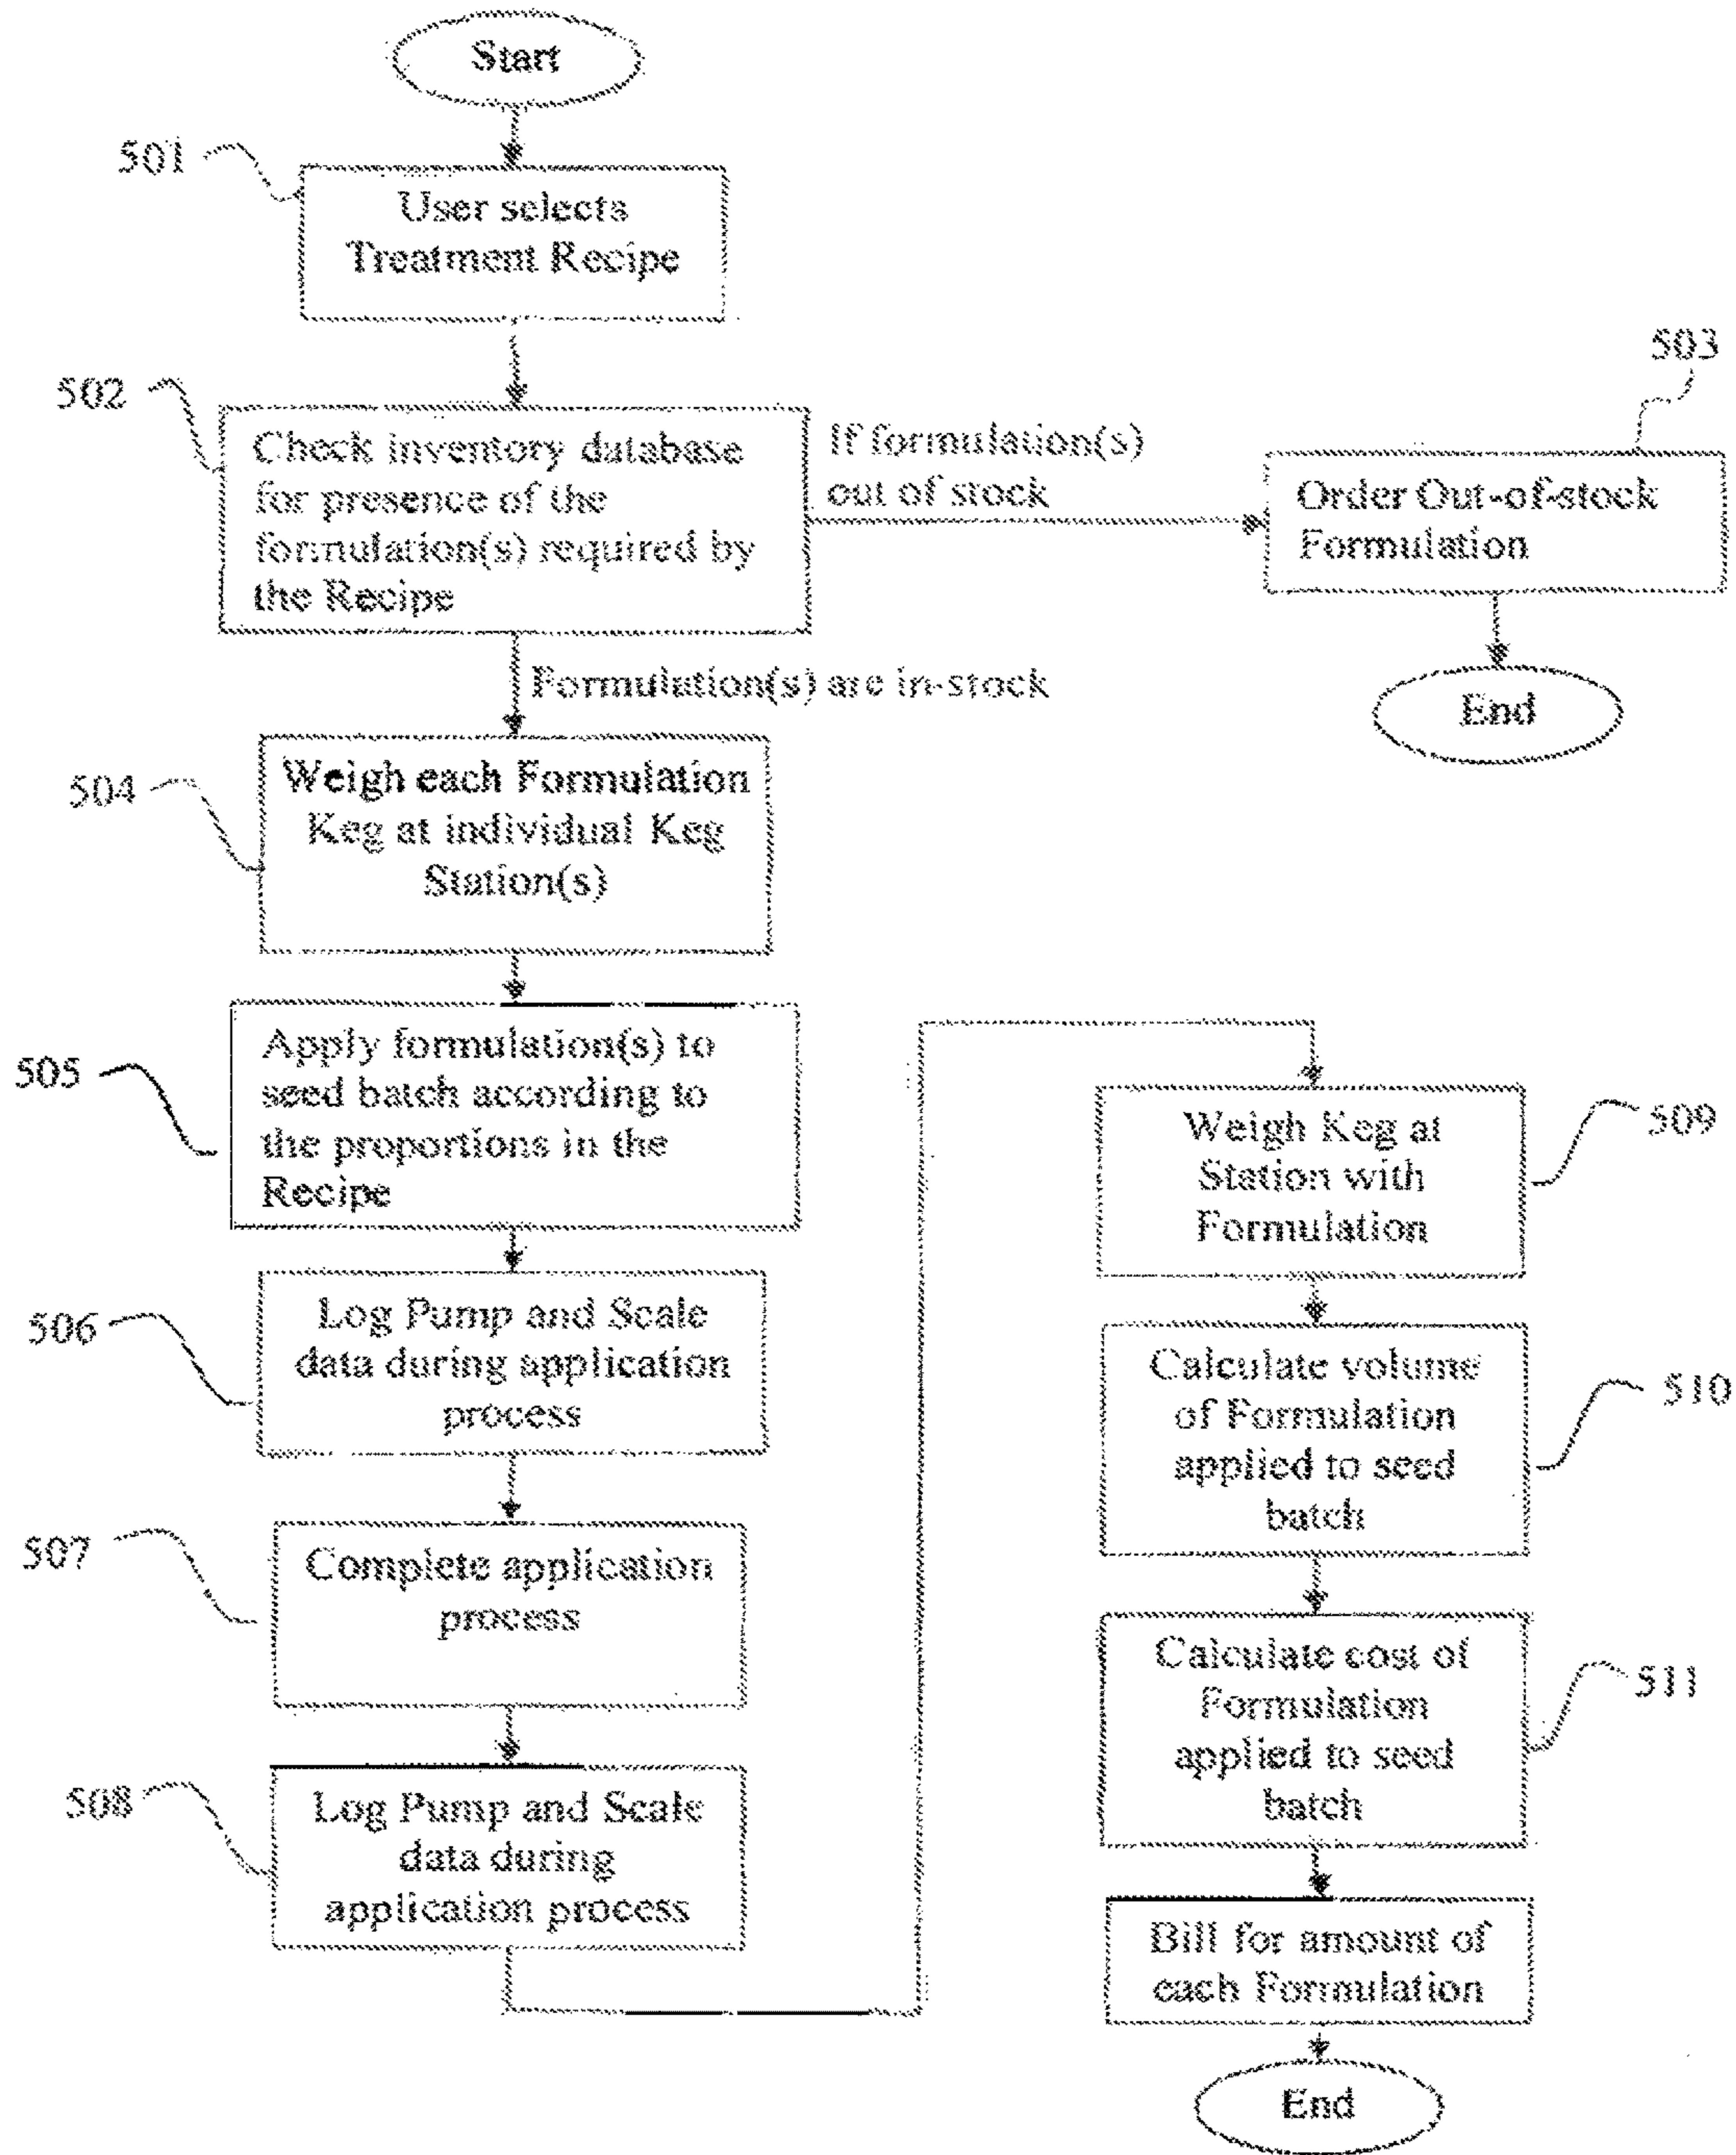 Start
501
User selects
Treatment Recipe
502
Check inventory database
for presence of the
formulation(s) required by
the Recipe
If formulation(s)
out of stock
503
Order Out-of-stock
Formulation
End
Formulation(s) are in-stock
504
Weigh each Formulation
Keg at individual Keg
Station(s)
505
Apply formulation(s) to
seed batch according to
the proportions in the
Recipe
506
Log Pump and Scale
data during application
process
507
Complete application
process
508
Log Pump and Scale
data during
application process
Weigh Keg at
Station with
Formulation
509
Calculate volume
of Formulation
applied to seed
batch
510
Calculate cost of
Formulation
applied to seed
batch
511
Bill for amount of
each Formulation
End